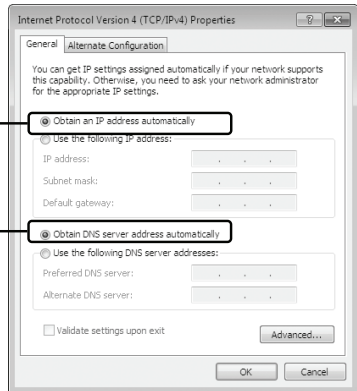 Internet Protocol Version 4 (TCP/IPv4) Properties
General
Alternate Configuration
You can get IP settings assigned automatically if your network supports
this capability. Otherwise, you need to ask your network administrator
for the appropriate IP settings.
Obtain an IP address automatically
Use the following IP address:
IP address:
Subnet mask:
Default gateway:
Obtain DNS server address automatically
Use the following DNS server addresses:
Preferred DNS server:
Alternate DNS server:
Validate settings upon exit
Advanced...
OK
Cancel